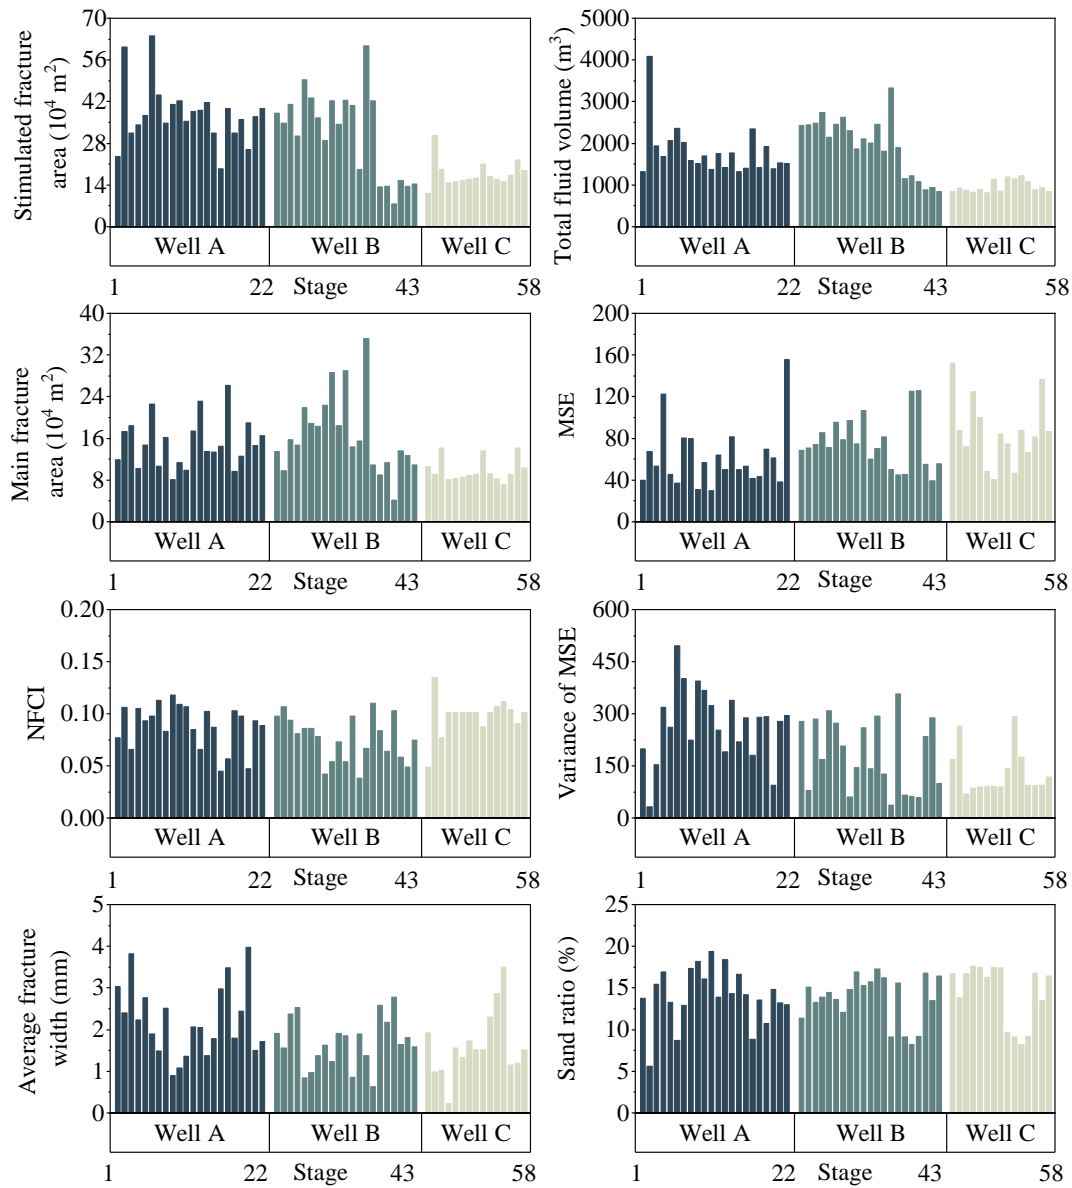 Stimulated fracture
area (10⁴ m²)
70
56
42
28
14
0
Well A
Well B
Well C
1
22
Stage
43
58
Total fluid volume (m³)
5000
4000
3000
2000
1000
0
Well A
Well B
Well C
1
22
Stage
43
58
Main fracture
area (10⁴ m²)
40
32
24
16
8
0
Well A
Well B
Well C
1
22
Stage
43
58
MSE
200
160
120
80
40
0
Well A
Well B
Well C
1
22
Stage
43
58
NFCI
0.20
0.15
0.10
0.05
0.00
Well A
Well B
Well C
1
22
Stage
43
58
Variance of MSE
600
450
300
150
0
Well A
Well B
Well C
1
22
Stage
43
58
Average fracture
width (mm)
5
4
3
2
1
0
Well A
Well B
Well C
1
22
Stage
43
58
Sand ratio (%)
25
20
15
10
5
0
Well A
Well B
Well C
1
22
Stage
43
58